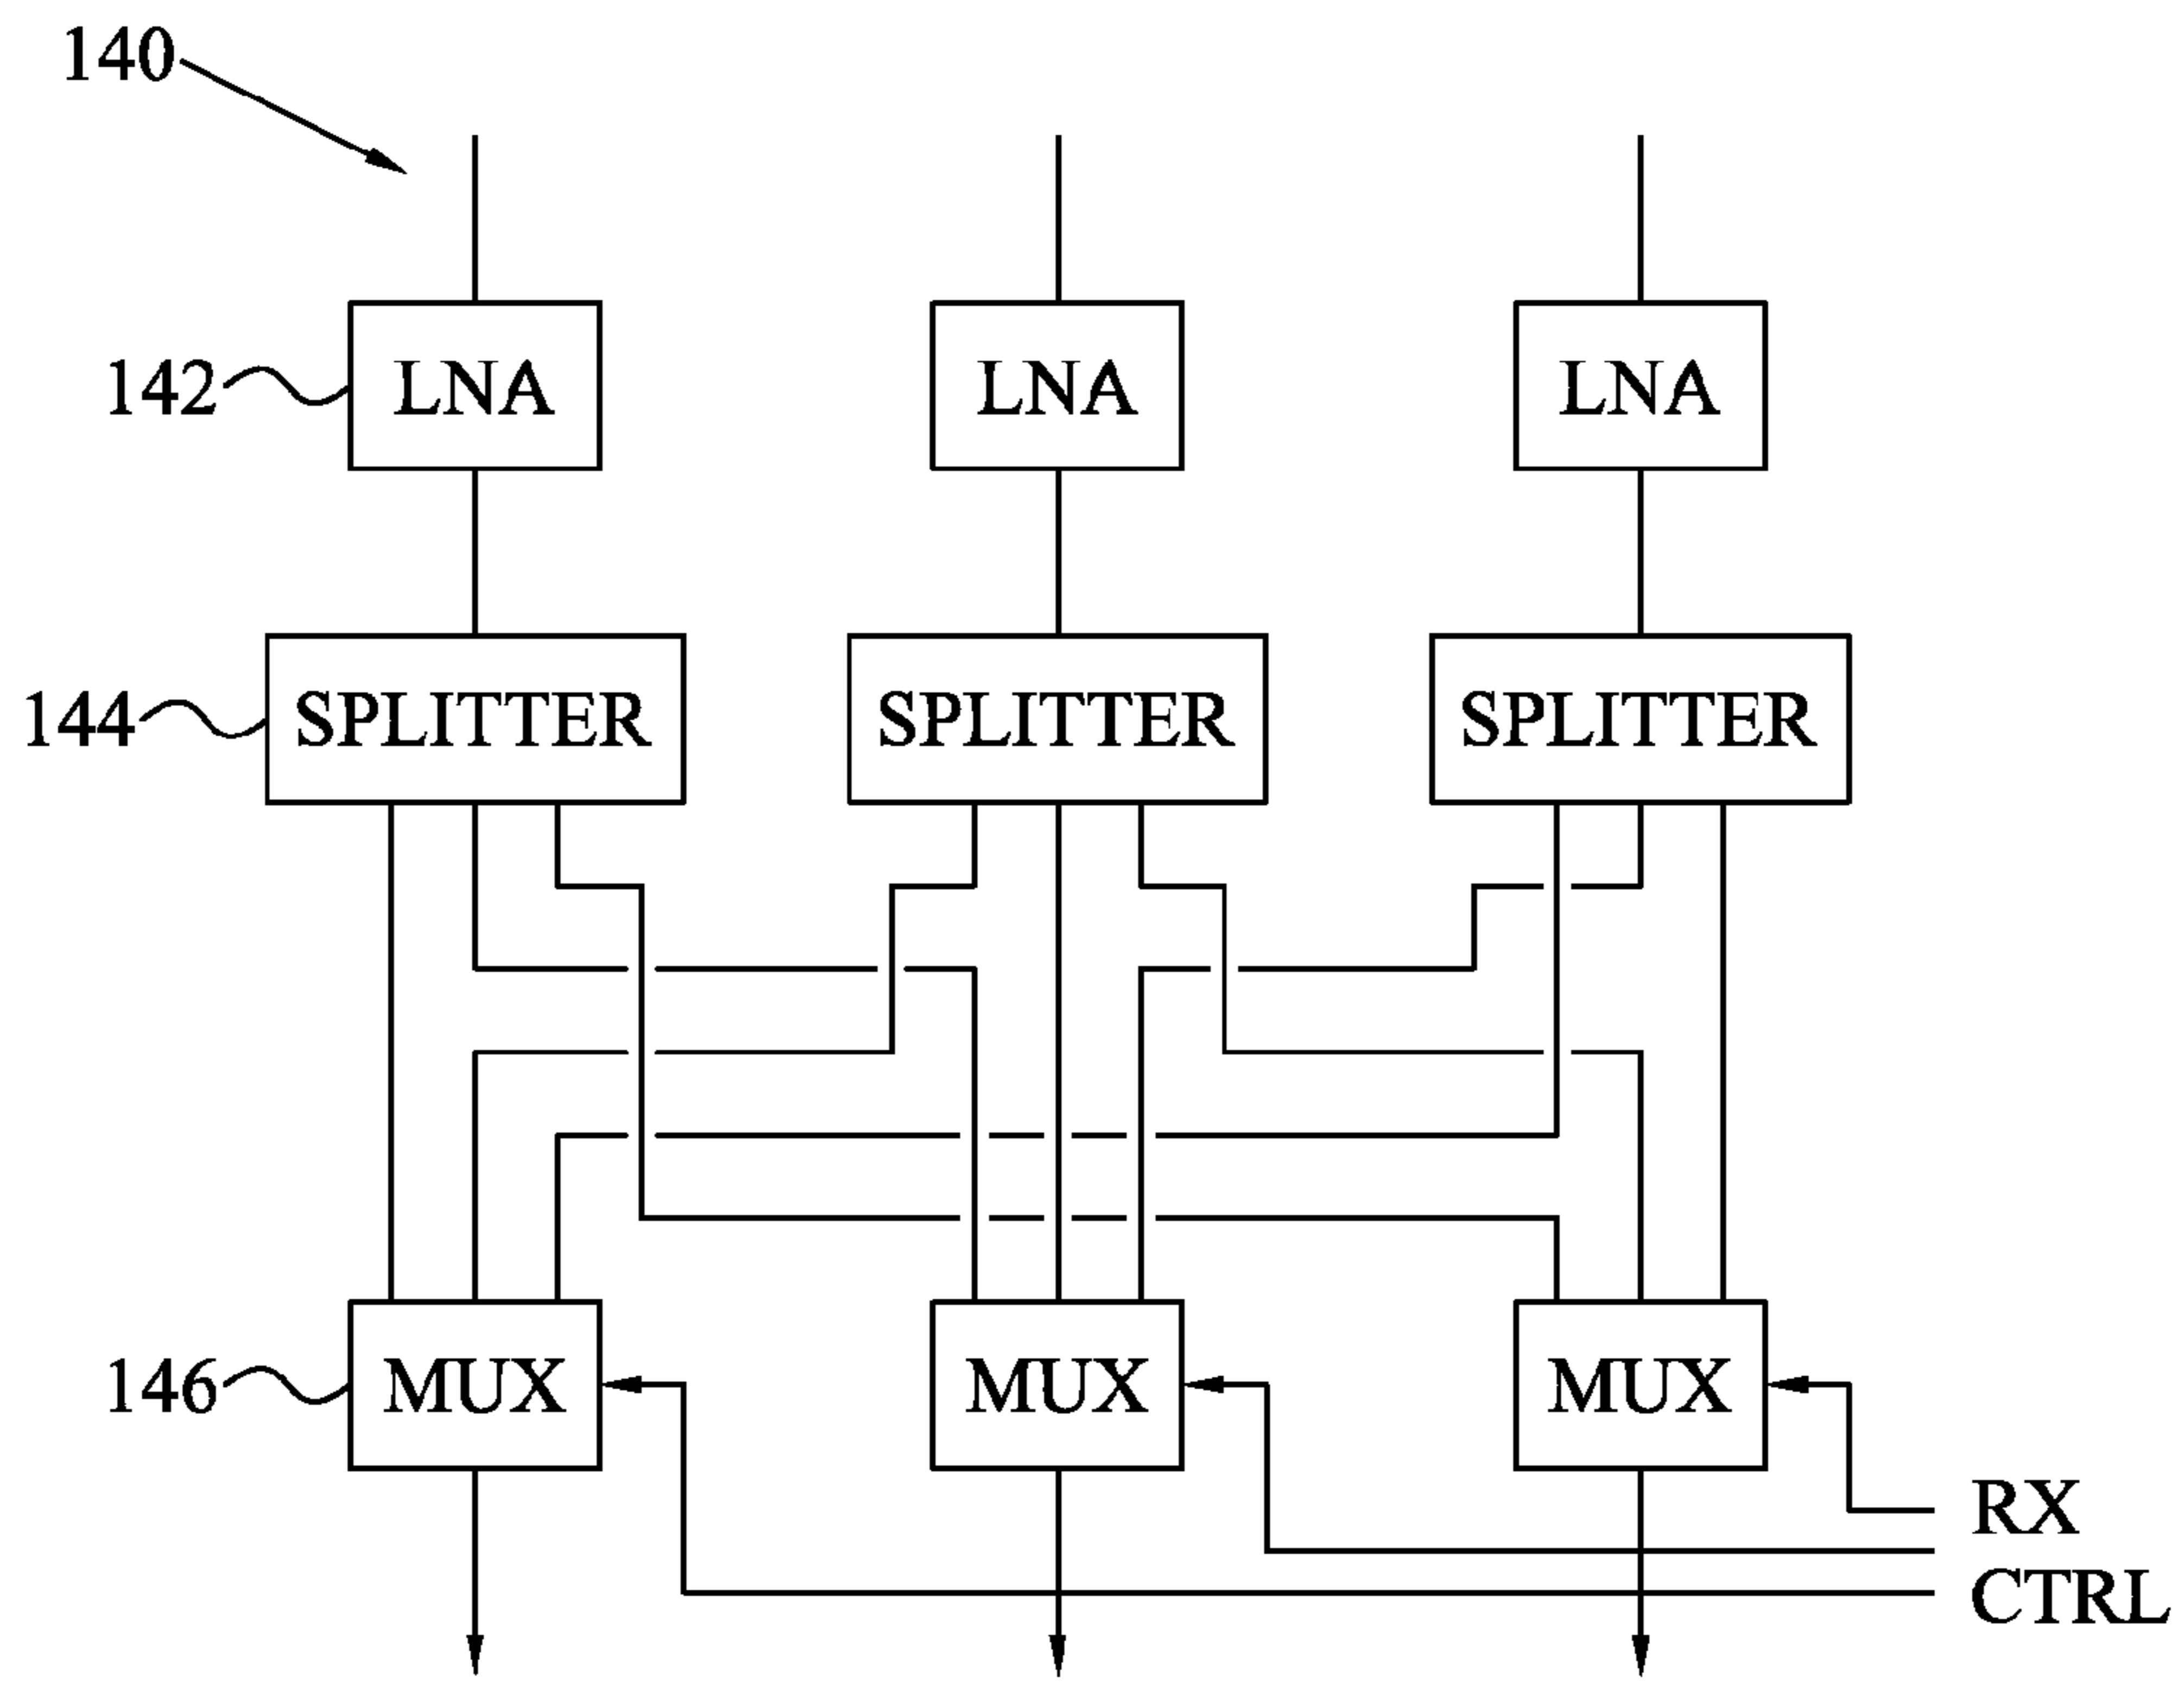 140
142 LNA LNA LNA
144 SPLITTER SPLITTER SPLITTER
146 MUX MUX MUX
RX
CTRL